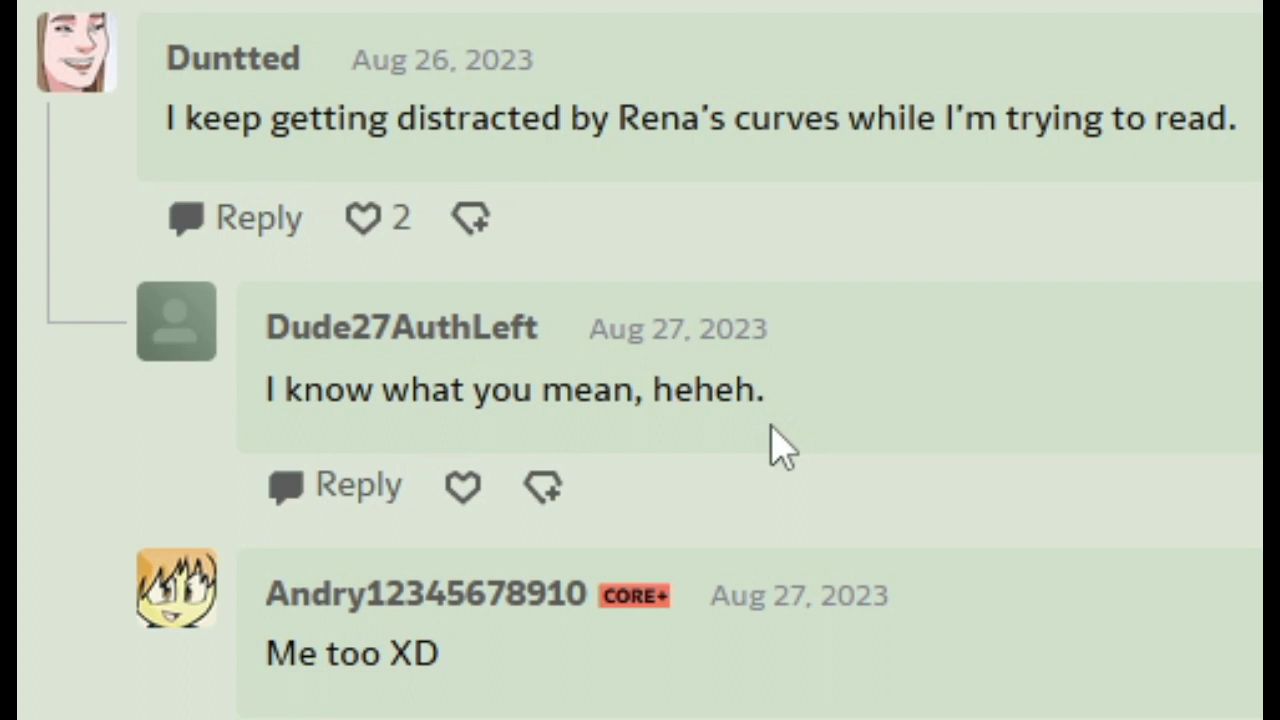 Duntted Aug 26, 2023
I keep getting distracted by Rena's curves while I'm trying to read.
Reply 2
Dude27AuthLeft Aug 27, 2023
I know what you mean, heheh.
Reply
Andry12345678910 CORE+ Aug 27, 2023
Me too XD